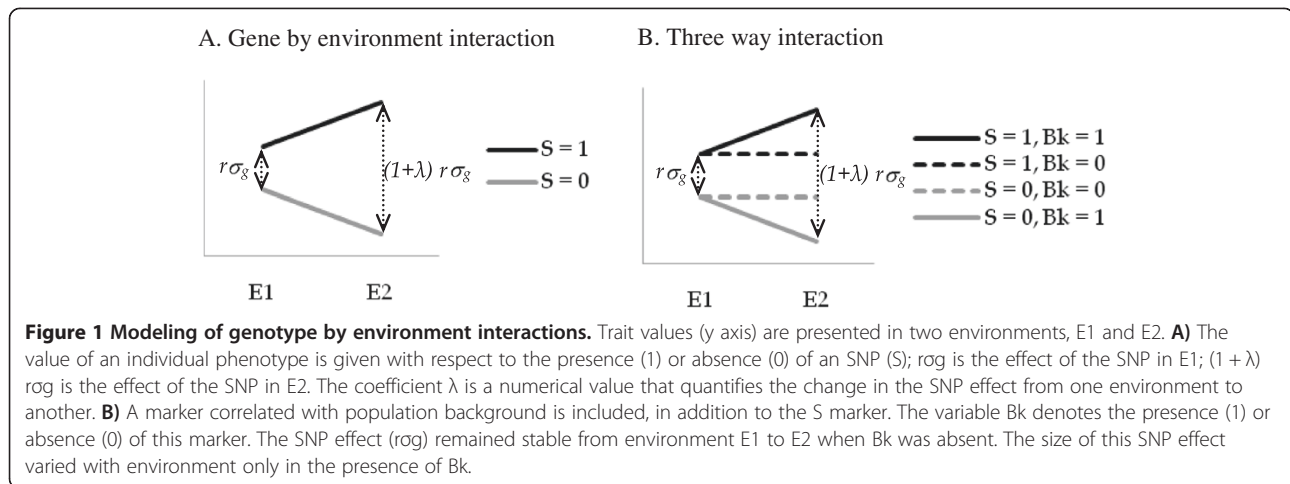 A. Gene by environment interaction
B. Three way interaction
rσg
(1+λ) rσg
S = 1
S = 0
E1
E2
rσg
(1+λ) rσg
S = 1, Bk = 1
S = 1, Bk = 0
S = 0, Bk = 0
S = 0, Bk = 1
E1
E2
Figure 1 Modeling of genotype by environment interactions. Trait values (y axis) are presented in two environments, E1 and E2. A) The
value of an individual phenotype is given with respect to the presence (1) or absence (0) of an SNP (S); rσg is the effect of the SNP in E1; (1 + λ)
rσg is the effect of the SNP in E2. The coefficient λ is a numerical value that quantifies the change in the SNP effect from one environment to
another. B) A marker correlated with population background is included, in addition to the S marker. The variable Bk denotes the presence (1) or
absence (0) of this marker. The SNP effect (rσg) remained stable from environment E1 to E2 when Bk was absent. The size of this SNP effect
varied with environment only in the presence of Bk.